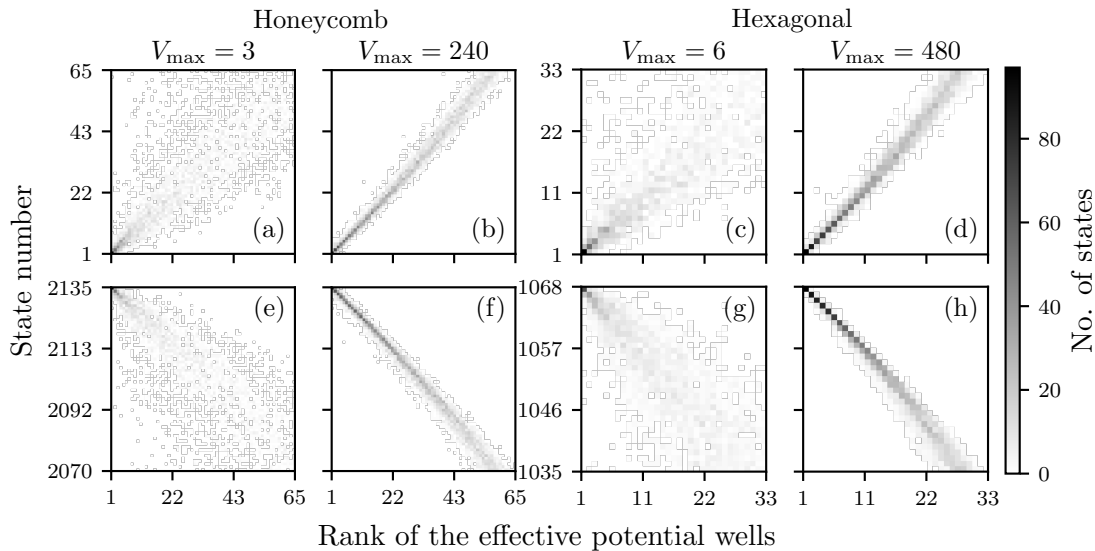 Honeycomb Hexagonal
V_max = 3 V_max = 240 V_max = 6 V_max = 480
65 33
43 22
22 11
1 1
(a) (b) (c) (d)
80
60
40
20
0
No. of states
State number
2135 1068
2113 1057
2092 1046
2070 1035
(e) (f) (g) (h)
1 22 43 65 1 22 43 65 1 11 22 33 1 11 22 33
Rank of the effective potential wells